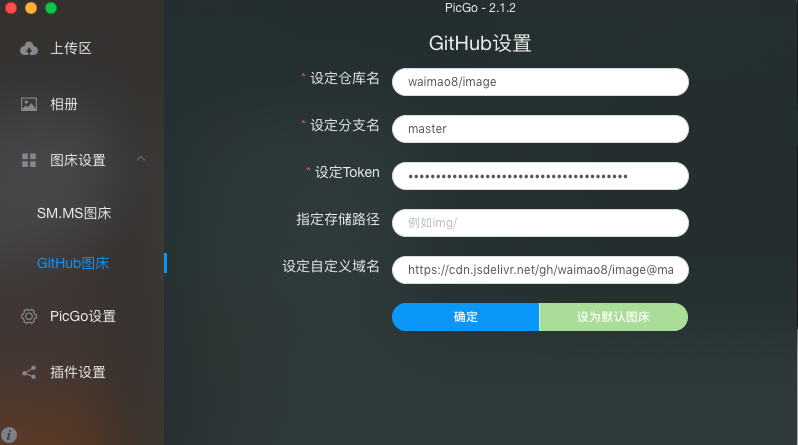 PicGo - 2.1.2
上传区
相册
图床设置
SM.MS图床
GitHub图床
PicGo设置
插件设置
GitHub设置
* 设定仓库名
waimao8/image
* 设定分支名
master
* 设定Token
••••••••••••••••••••••••••••••••••••••••
指定存储路径
例如img/
设定自定义域名
https://cdn.jsdelivr.net/gh/waimao8/image@ma
确定
设为默认图床